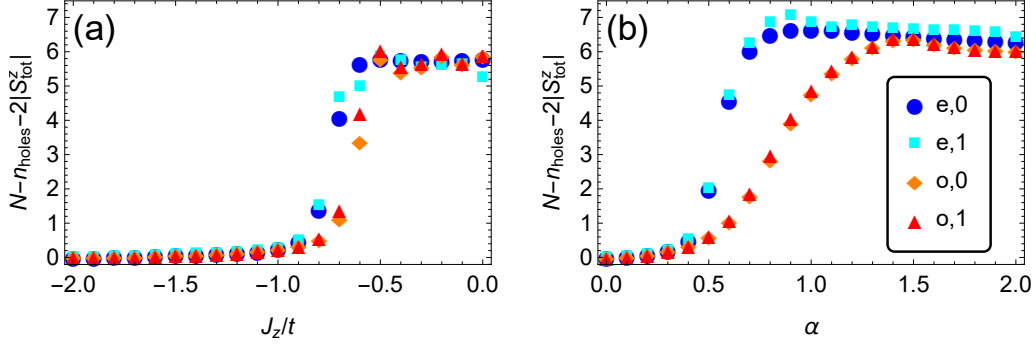 (a)
N−n_holes−2|S^z_tot|
7
6
5
4
3
2
1
0
−2.0 −1.5 −1.0 −0.5 0.0
J_z/t
(b)
N−n_holes−2|S^z_tot|
7
6
5
4
3
2
1
0
0.0 0.5 1.0 1.5 2.0
α
e,0
e,1
o,0
o,1